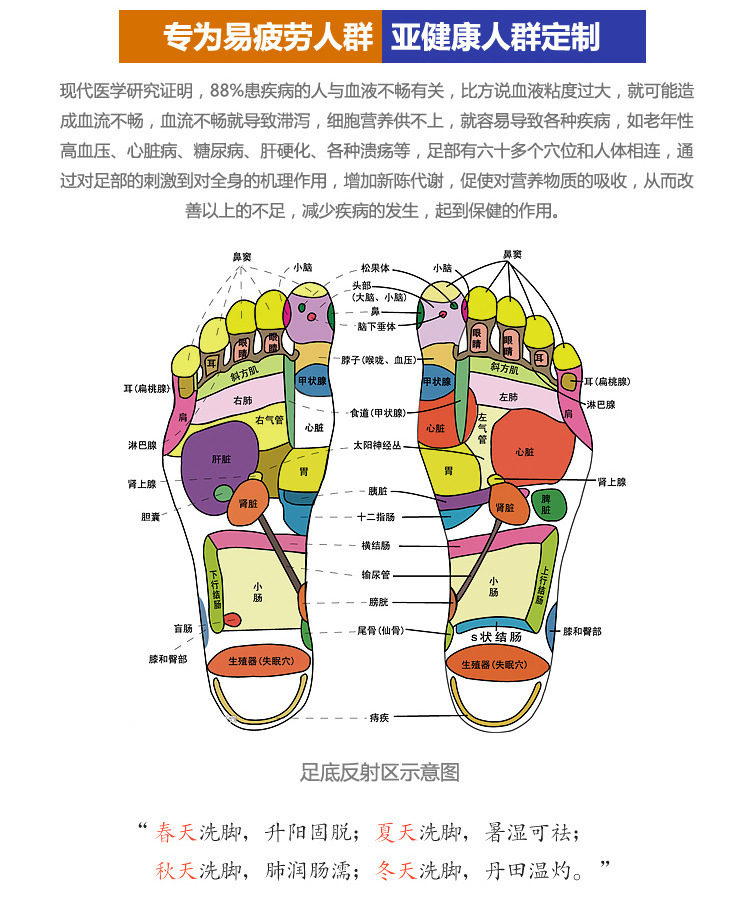 专为易疲劳人群 亚健康人群定制
现代医学研究证明，88%患疾病的人与血液不畅有关，比方说血液粘度过大，就可能造
成血流不畅，血流不畅就导致滞泻，细胞营养供不上，就容易导致各种疾病，如老年性
高血压、心脏病、糖尿病、肝硬化、各种溃疡等，足部有六十多个穴位和人体相连，通
过对足部的刺激到对全身的机理作用，增加新陈代谢，促使对营养物质的吸收，从而改
善以上的不足，减少疾病的发生，起到保健的作用。
鼻窦
小脑
松果体
小脑
鼻窦
头部
(大脑、小脑)
鼻
脑下垂体
眼睛
眼睛
耳
眼睛
眼睛
耳
脖子(喉咙、血压)
斜方肌
斜方肌
甲状腺
甲状腺
耳(扁桃腺)
耳(扁桃腺)
右肺
左肺
淋巴腺
肩
肩
食道(甲状腺)
右气管
左气管
心脏
心脏
心脏
淋巴腺
太阳神经丛
肝脏
胃
胃
肾上腺
肾上腺
胰脏
肾脏
肾脏
脾脏
胆囊
十二指肠
横结肠
下行结肠
小肠
输尿管
小肠
上行结肠
膀胱
盲肠
尾骨(仙骨)
S状结肠
膝和臀部
膝和臀部
生殖器(失眠穴)
生殖器(失眠穴)
痔疾
足底反射区示意图
“春天洗脚，升阳固脱；夏天洗脚，暑湿可祛；
秋天洗脚，肺润肠濡；冬天洗脚，丹田温灼。”